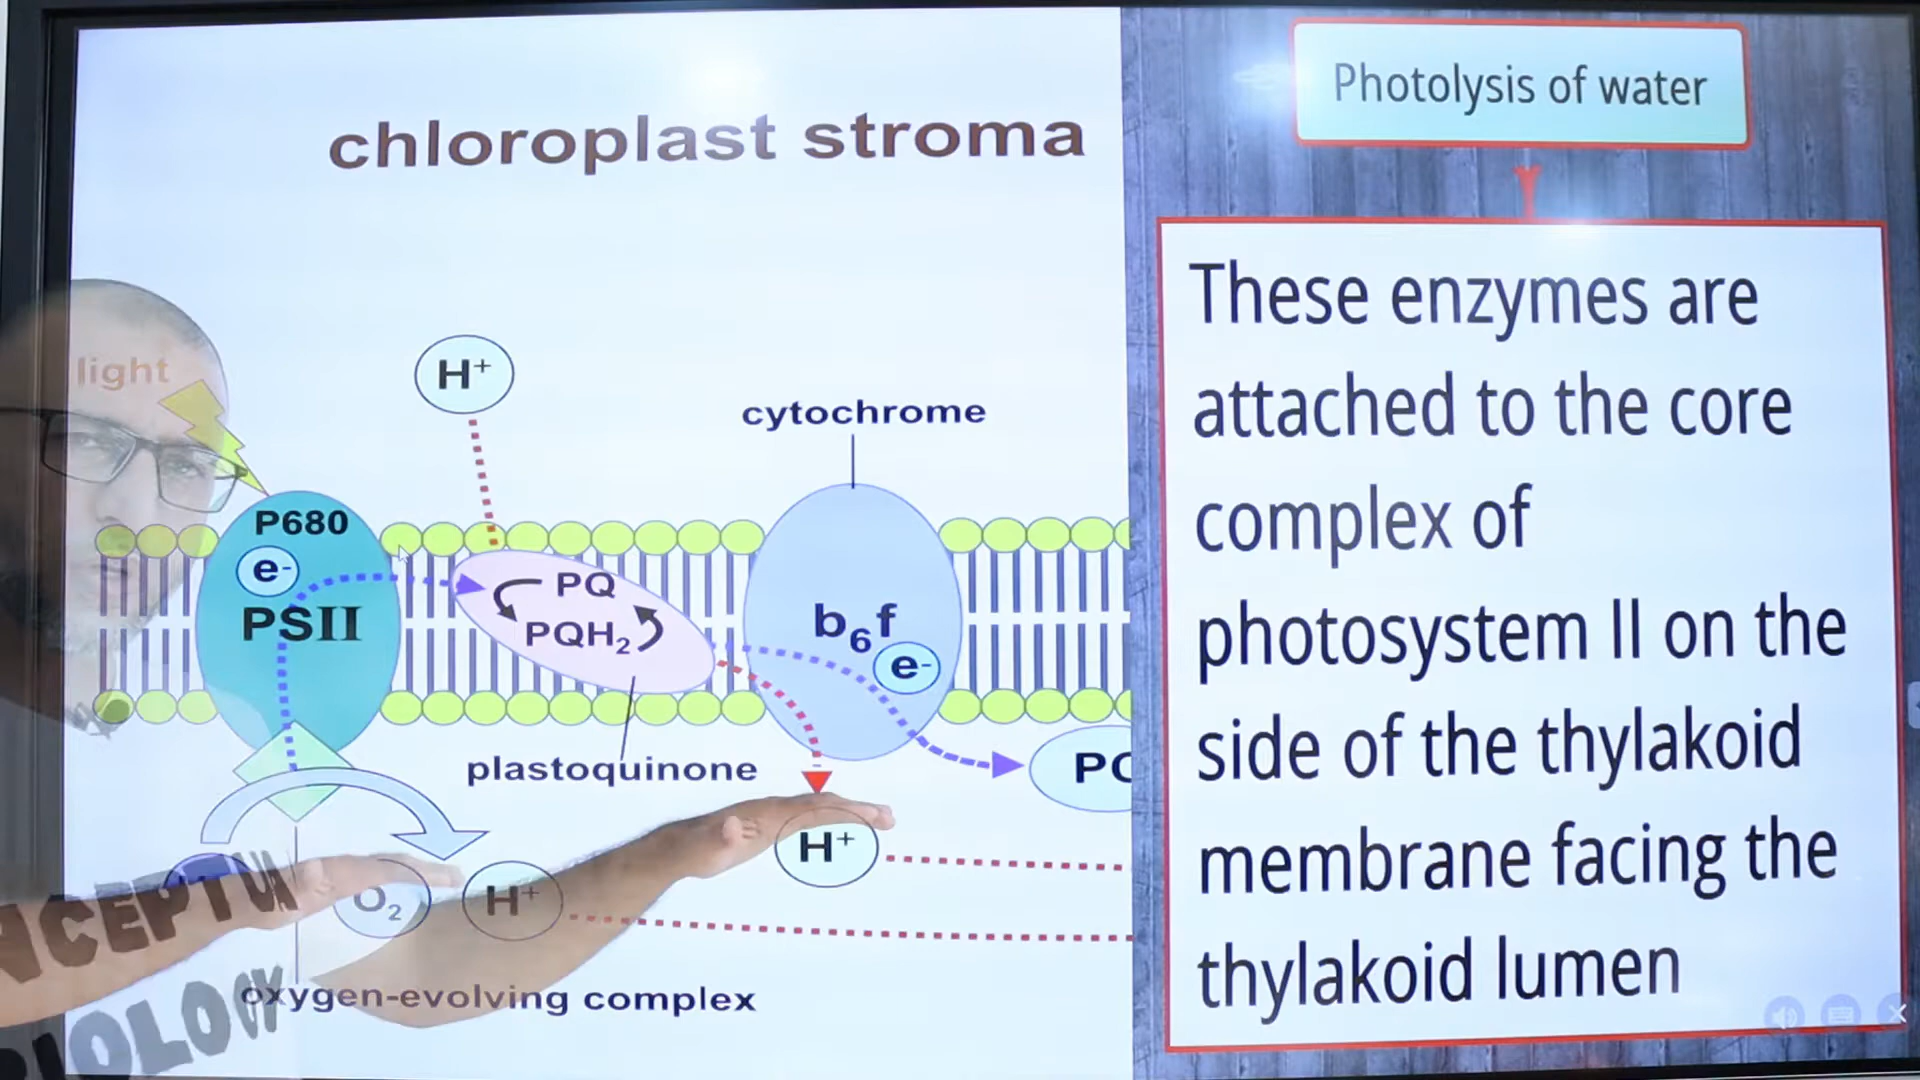 chloroplast stroma
light
H+
cytochrome
P680
e-
PSII
PQ
PQH2
b6f
e-
plastoquinone
H+
O2
H+
oxygen-evolving complex
Photolysis of water
These enzymes are
attached to the core
complex of
photosystem II on the
side of the thylakoid
membrane facing the
thylakoid lumen